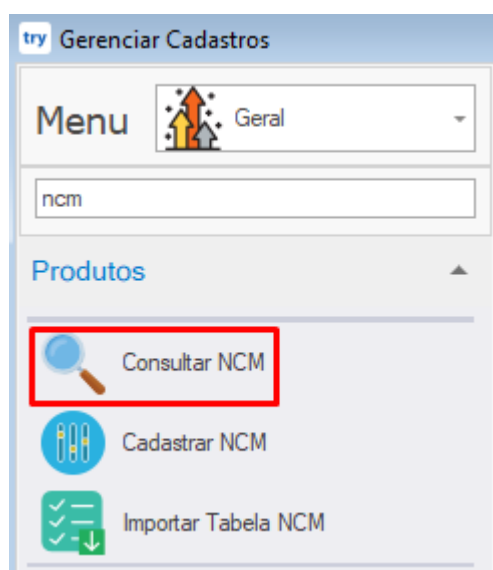 try Gerenciar Cadastros
Menu Geral
ncm
Produtos
Consultar NCM
Cadastrar NCM
Importar Tabela NCM